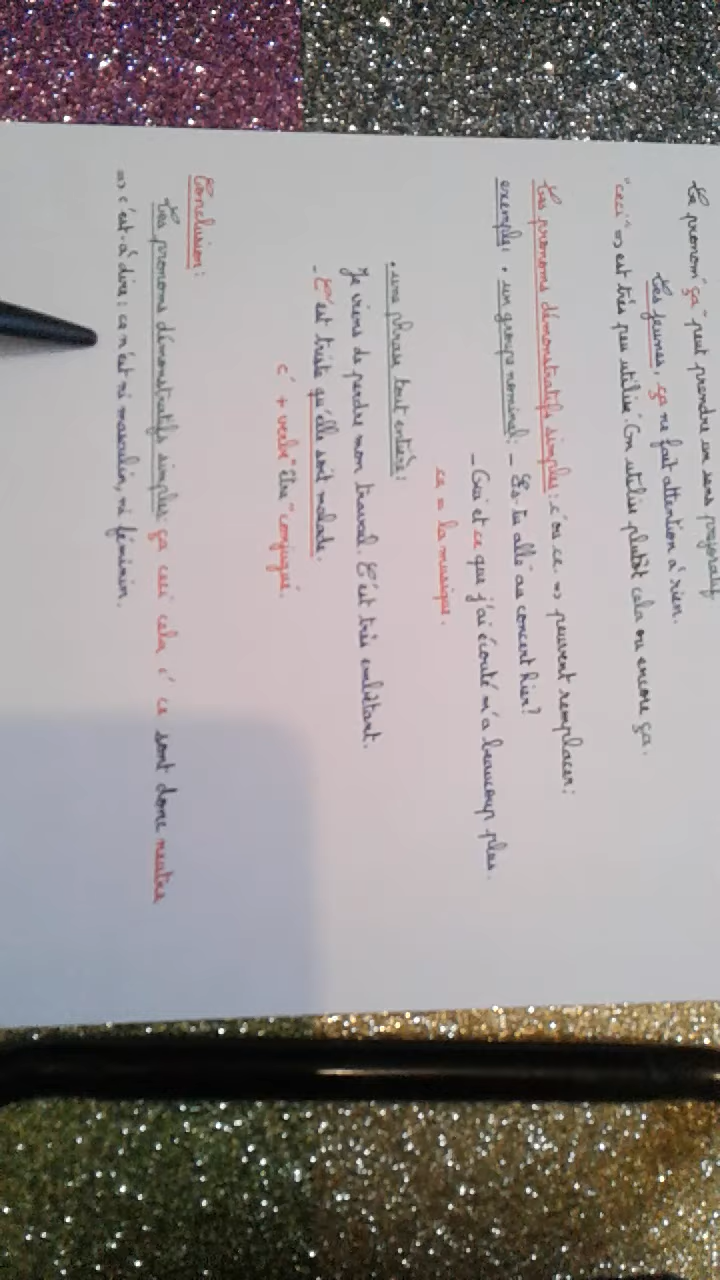 Le pronom "ça" peut prendre un sens péjoratif
Les jeunes, ça ne fait attention à rien.
"ceci" => est très peu utilisé. On utilise plutôt cela ou encore ça.
Les pronoms démonstratifs simples: c' ou ce => peuvent remplacer:
exemple: . un groupe nominal: - Es-tu allé au concert hier?
- Oui et ce que j'ai écouté m'a beaucoup plu.
ce = la musique.
. une phrase tout entière:
Je viens de perdre mon travail. C'est très embêtant.
- C'est triste qu'elle soit malade.
c' + verbe "être" conjugué.
Conclusion:
Les pronoms démonstratifs simples: ça ceci cela c' ce sont donc neutres
=> c'est-à-dire: ce n'est ni masculin, ni féminin.